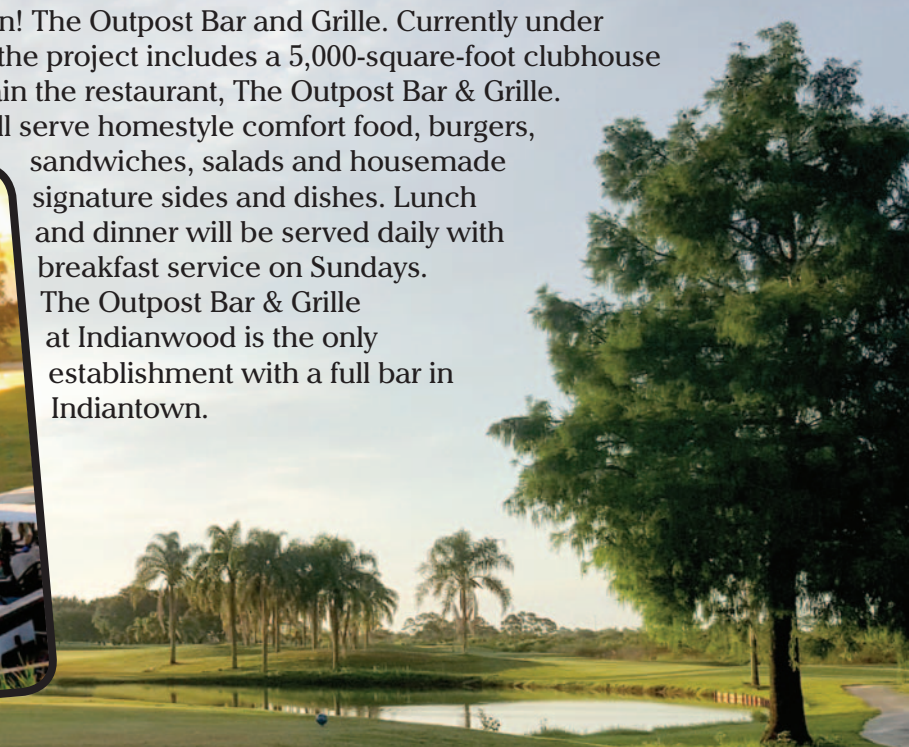 n! The Outpost Bar and Grille. Currently under
the project includes a 5,000-square-foot clubhouse
in the restaurant, The Outpost Bar & Grille.
ll serve homestyle comfort food, burgers,
sandwiches, salads and housemade
signature sides and dishes. Lunch
and dinner will be served daily with
breakfast service on Sundays.
The Outpost Bar & Grille
at Indianwood is the only
establishment with a full bar in
Indiantown.